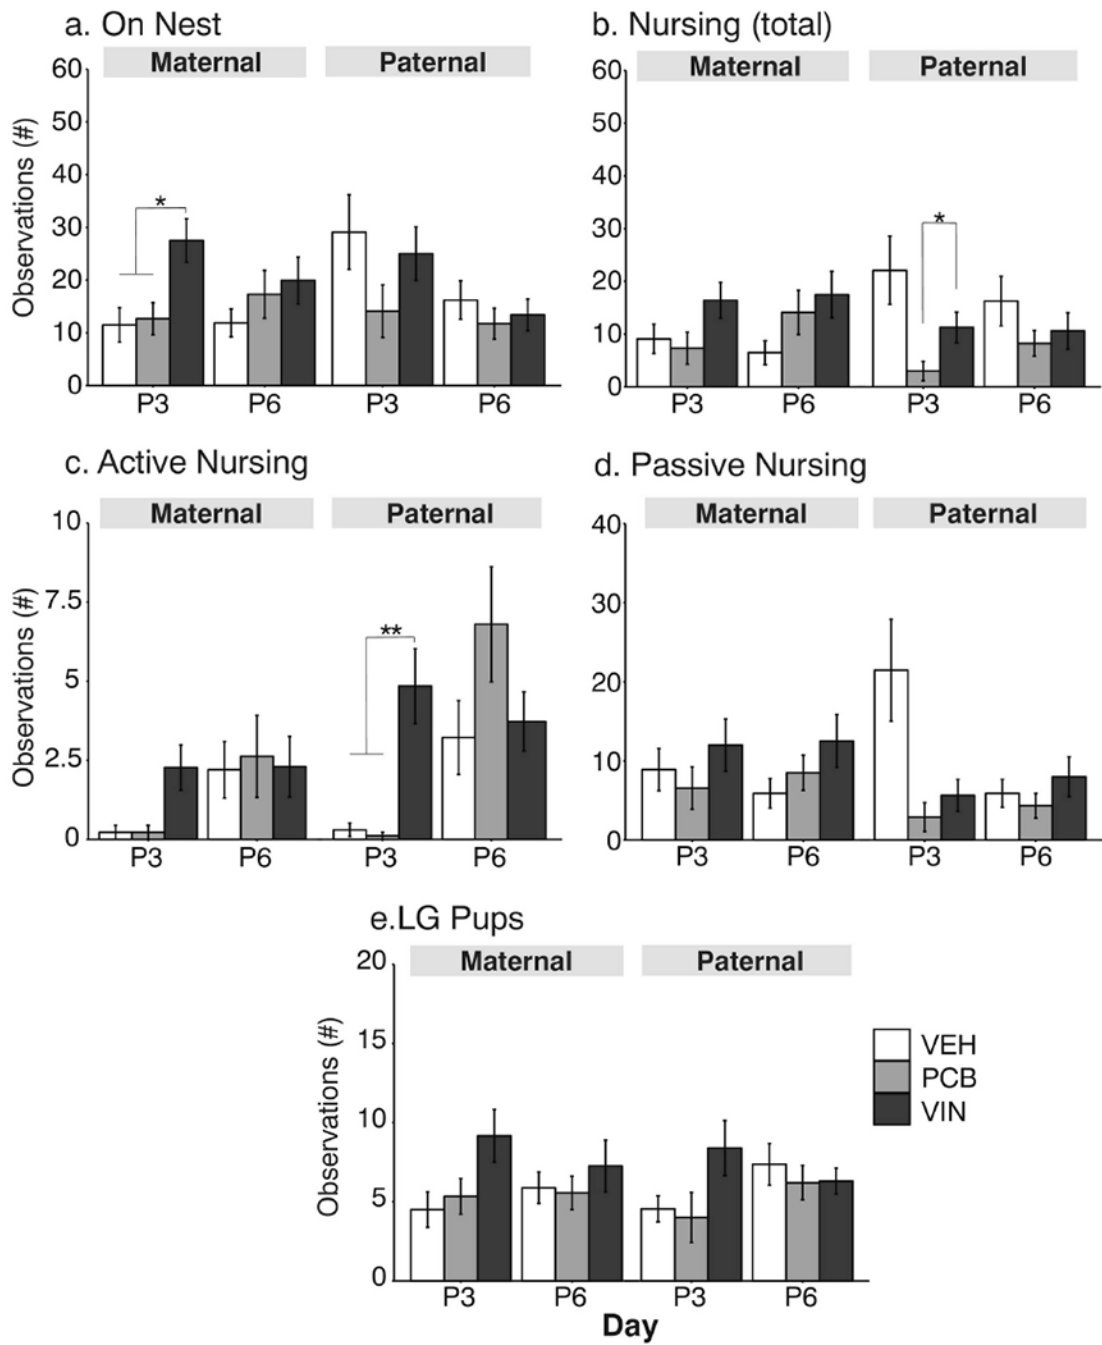 a. On Nest
Maternal
Paternal
Observations (#)
60
50
40
30
20
10
0
*
P3
P6
P3
P6
b. Nursing (total)
Maternal
Paternal
60
50
40
30
20
10
0
*
P3
P6
P3
P6
c. Active Nursing
Maternal
Paternal
Observations (#)
10
7.5
5
2.5
0
**
P3
P6
P3
P6
d. Passive Nursing
Maternal
Paternal
40
30
20
10
0
P3
P6
P3
P6
e.LG Pups
Maternal
Paternal
Observations (#)
20
15
10
5
0
P3
P6
P3
P6
Day
VEH
PCB
VIN